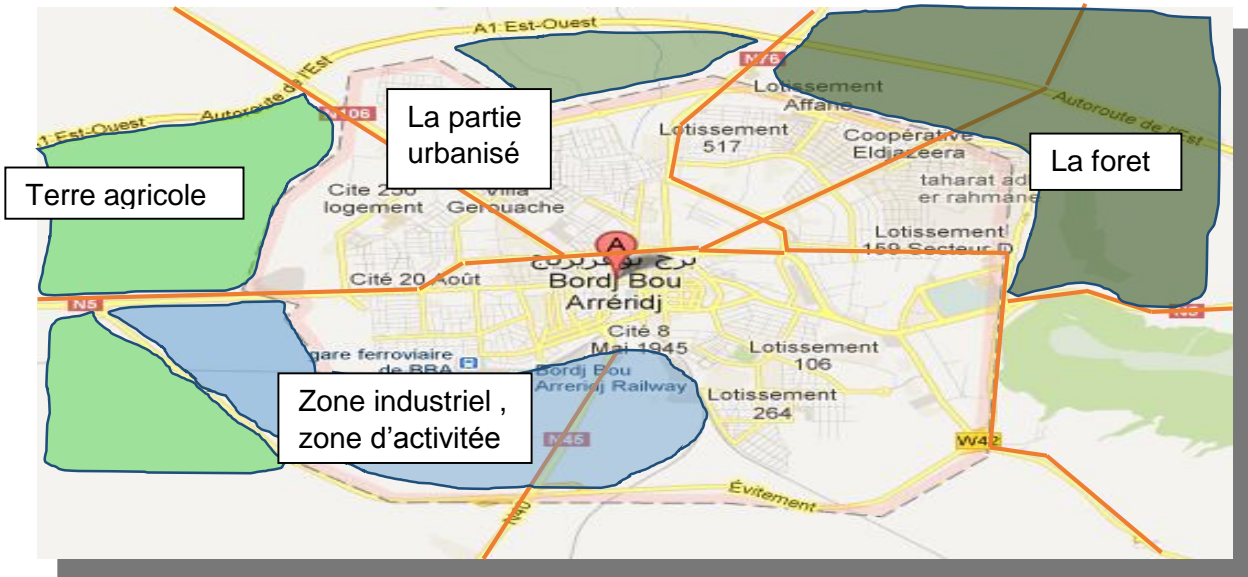 A1 Est-Ouest
Autoroute de l'Est
N76
N106
A1 Est-Ouest
La partie
urbanisé
Lotissement
Affane
Lotissement
517
Coopérative
Eldjazeera
Autoroute de l'Est
La foret
Terre agricole
Cite 250
logement
Villa
Gerouache
taharat
er rahmane
Lotissement
159 Secteur D
A
برج بوعريريج
Bordj Bou
Arréridj
Cité 20 Août
N5
N5
Cité 8
Mai 1945
gare ferroviaire
de BBA
Bordj Bou
Arreridj Railway
Lotissement
106
Lotissement
264
Zone industriel ,
zone d'activitée
N45
W42
Évitement
N40